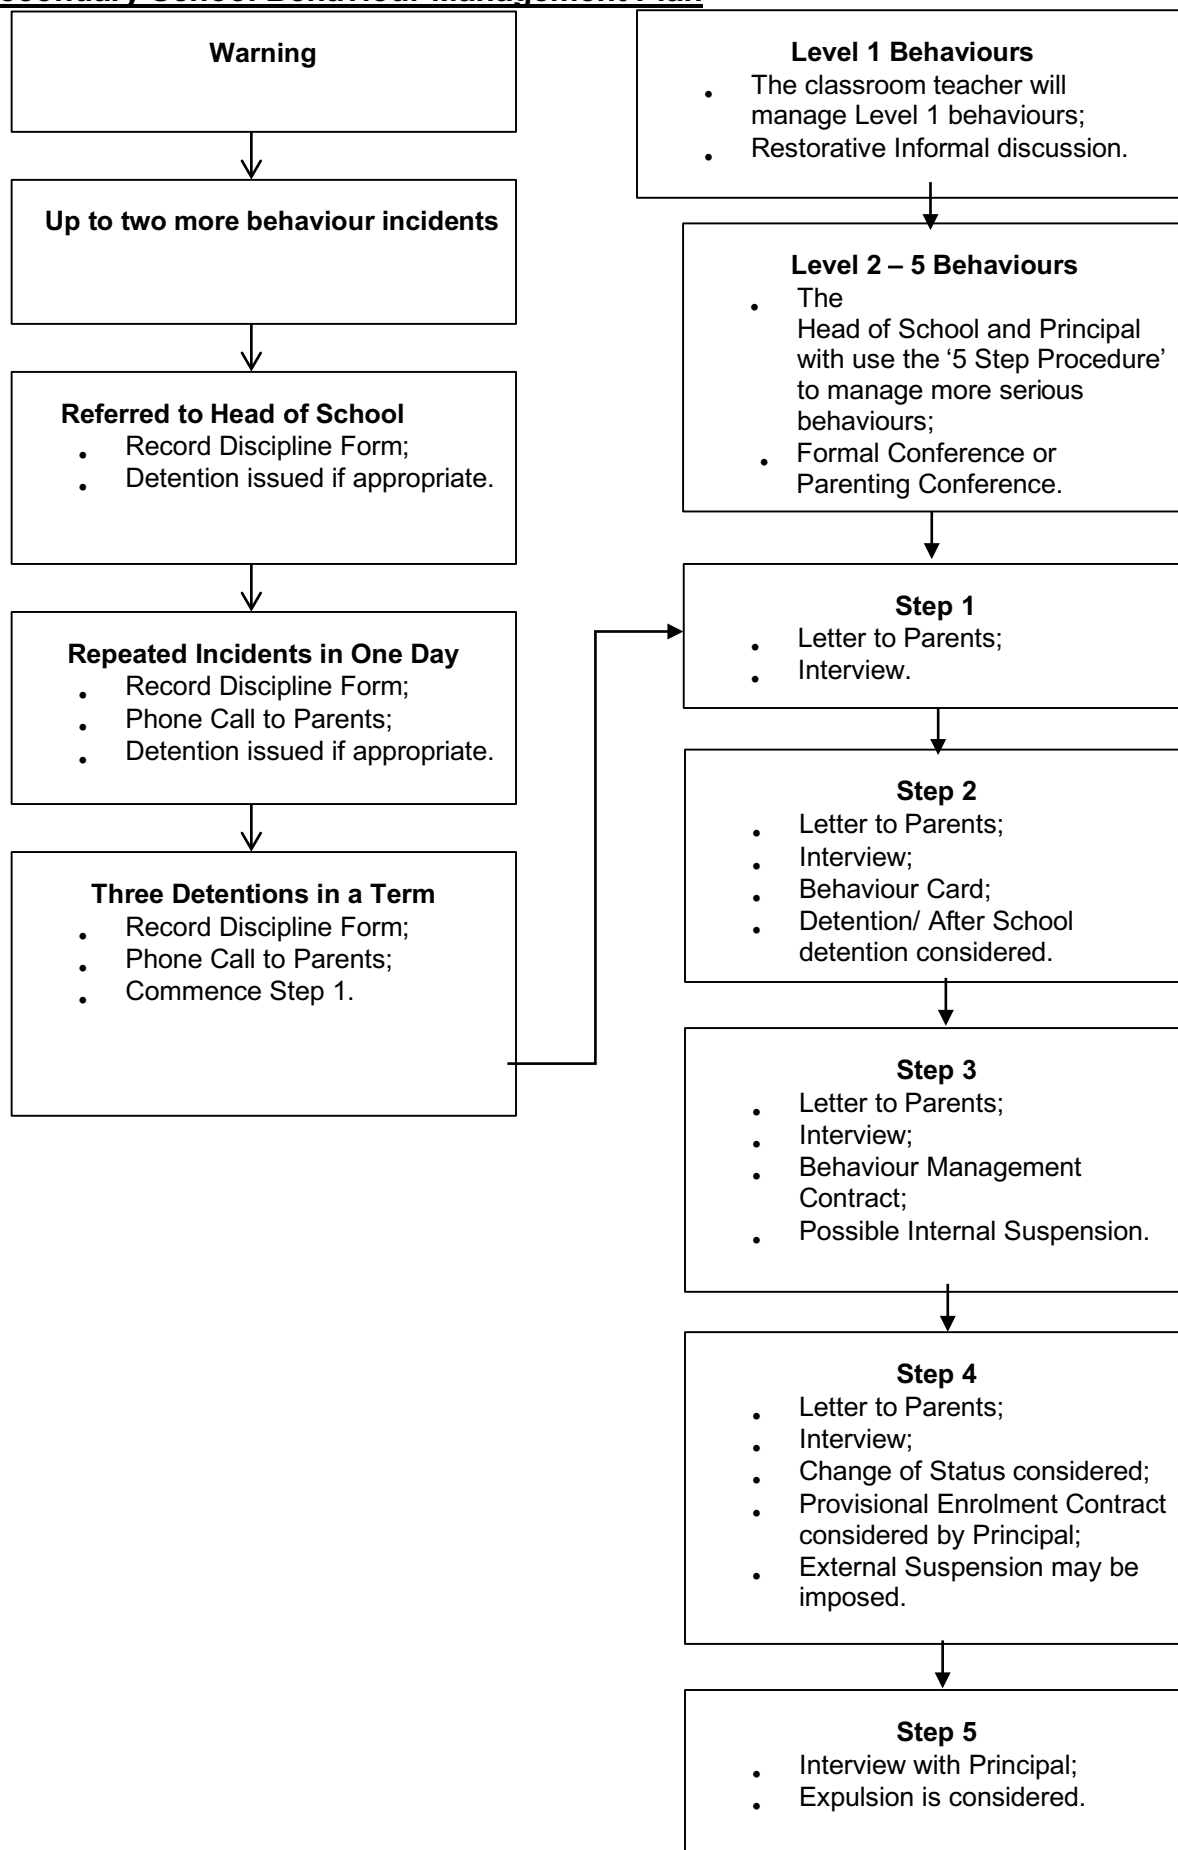 Secondary School Behaviour Management Plan
Warning
Up to two more behaviour incidents
Referred to Head of School
• Record Discipline Form;
• Detention issued if appropriate.
Repeated Incidents in One Day
• Record Discipline Form;
• Phone Call to Parents;
• Detention issued if appropriate.
Three Detentions in a Term
• Record Discipline Form;
• Phone Call to Parents;
• Commence Step 1.
Level 1 Behaviours
• The classroom teacher will
manage Level 1 behaviours;
• Restorative Informal discussion.
Level 2 – 5 Behaviours
• The
Head of School and Principal
with use the ‘5 Step Procedure’
to manage more serious
behaviours;
• Formal Conference or
Parenting Conference.
Step 1
• Letter to Parents;
• Interview.
Step 2
• Letter to Parents;
• Interview;
• Behaviour Card;
• Detention/ After School
detention considered.
Step 3
• Letter to Parents;
• Interview;
• Behaviour Management
Contract;
• Possible Internal Suspension.
Step 4
• Letter to Parents;
• Interview;
• Change of Status considered;
• Provisional Enrolment Contract
considered by Principal;
• External Suspension may be
imposed.
Step 5
• Interview with Principal;
• Expulsion is considered.